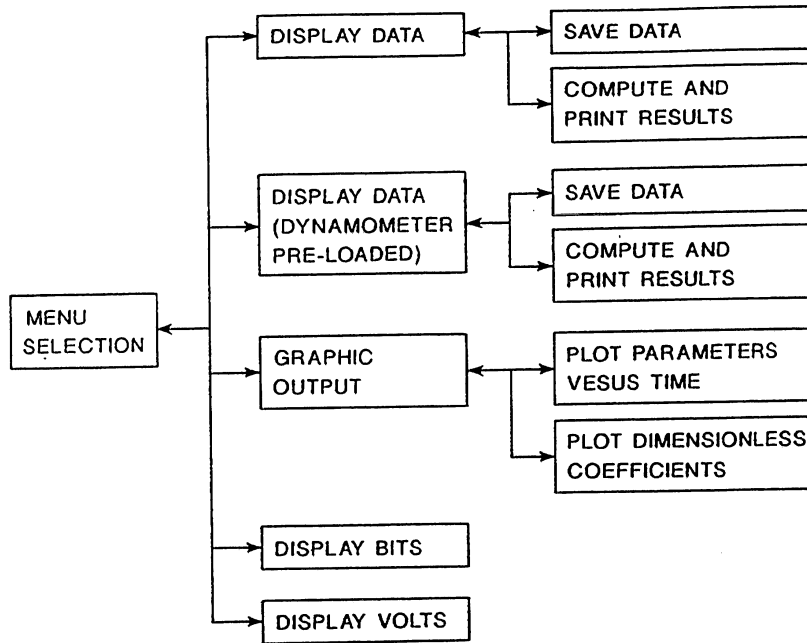 DISPLAY DATA
SAVE DATA
COMPUTE AND
PRINT RESULTS
DISPLAY DATA
(DYNAMOMETER
PRE-LOADED)
SAVE DATA
COMPUTE AND
PRINT RESULTS
MENU
SELECTION
GRAPHIC
OUTPUT
PLOT PARAMETERS
VESUS TIME
PLOT DIMENSIONLESS
COEFFICIENTS
DISPLAY BITS
DISPLAY VOLTS